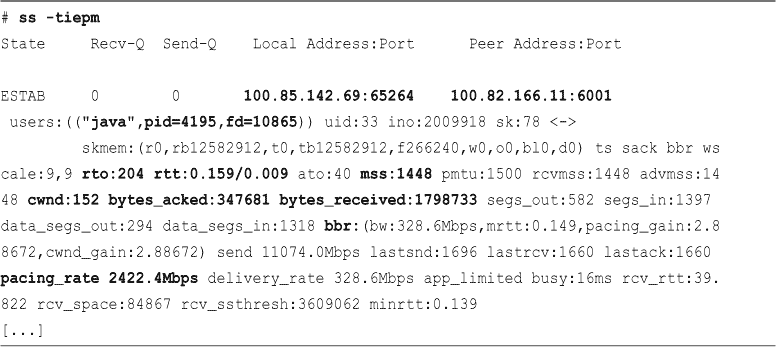 # ss -tiepm
State     Recv-Q  Send-Q    Local Address:Port      Peer Address:Port
ESTAB     0       0        100.85.142.69:65264    100.82.166.11:6001
 users:(("java",pid=4195,fd=10865)) uid:33 ino:2009918 sk:78 <->
         skmem:(r0,rb12582912,t0,tb12582912,f266240,w0,o0,bl0,d0) ts sack bbr ws
cale:9,9 rto:204 rtt:0.159/0.009 ato:40 mss:1448 pmtu:1500 rcvmss:1448 advmss:14
48 cwnd:152 bytes_acked:347681 bytes_received:1798733 segs_out:582 segs_in:1397
data_segs_out:294 data_segs_in:1318 bbr:(bw:328.6Mbps,mrtt:0.149,pacing_gain:2.8
8672,cwnd_gain:2.88672) send 11074.0Mbps lastsnd:1696 lastrcv:1660 lastack:1660
pacing_rate 2422.4Mbps delivery_rate 328.6Mbps app_limited busy:16ms rcv_rtt:39.
822 rcv_space:84867 rcv_ssthresh:3609062 minrtt:0.139
[...]